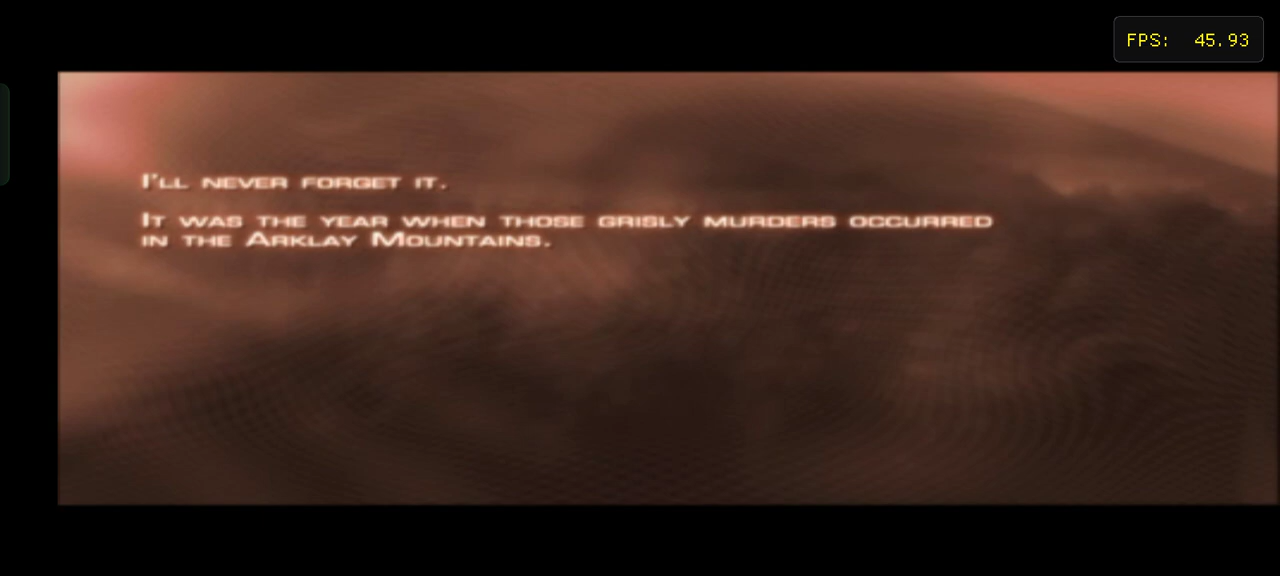 FPS: 45.93
I'll never forget it.
It was the year when those grisly murders occurred
in the Arklay Mountains.